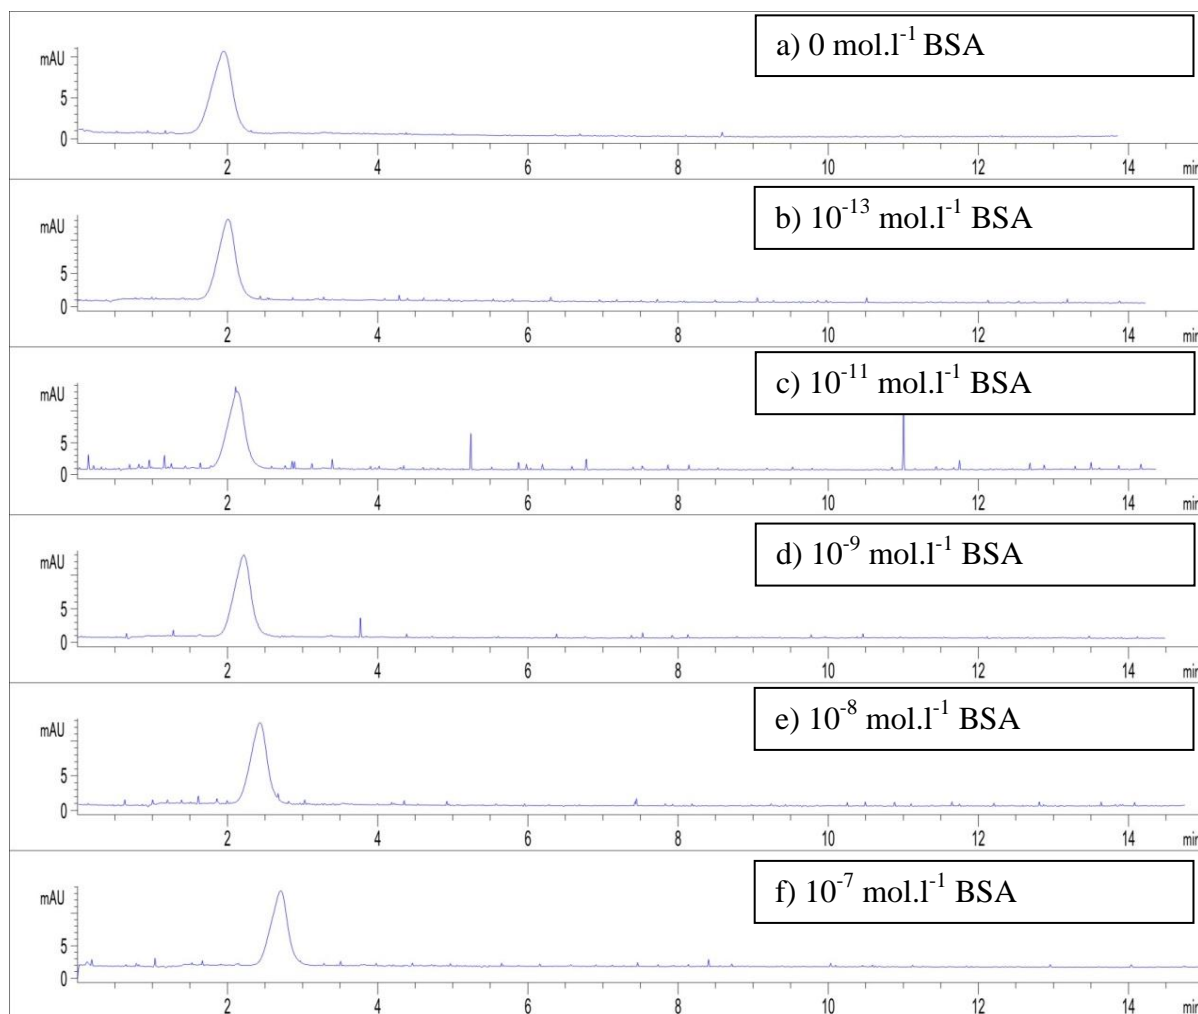 a) 0 mol.l⁻¹ BSA
mAU
5
0
2 4 6 8 10 12 14 min
b) 10⁻¹³ mol.l⁻¹ BSA
mAU
5
0
2 4 6 8 10 12 14 min
c) 10⁻¹¹ mol.l⁻¹ BSA
mAU
5
0
2 4 6 8 10 12 14 min
d) 10⁻⁹ mol.l⁻¹ BSA
mAU
5
0
2 4 6 8 10 12 14 min
e) 10⁻⁸ mol.l⁻¹ BSA
mAU
5
0
2 4 6 8 10 12 14 min
f) 10⁻⁷ mol.l⁻¹ BSA
mAU
5
0
2 4 6 8 10 12 14 min